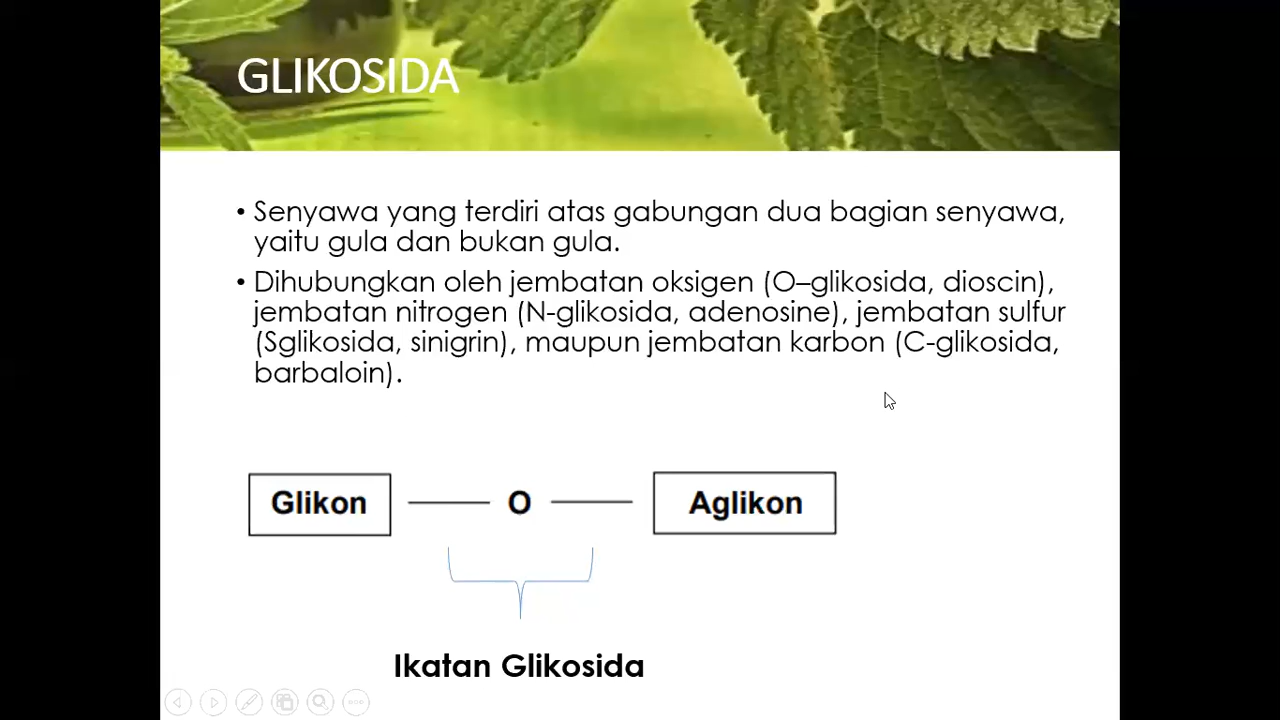 GLIKOSIDA
• Senyawa yang terdiri atas gabungan dua bagian senyawa,
yaitu gula dan bukan gula.
• Dihubungkan oleh jembatan oksigen (O–glikosida, dioscin),
jembatan nitrogen (N-glikosida, adenosine), jembatan sulfur
(Sglikosida, sinigrin), maupun jembatan karbon (C-glikosida,
barbaloin).
Glikon O Aglikon
Ikatan Glikosida